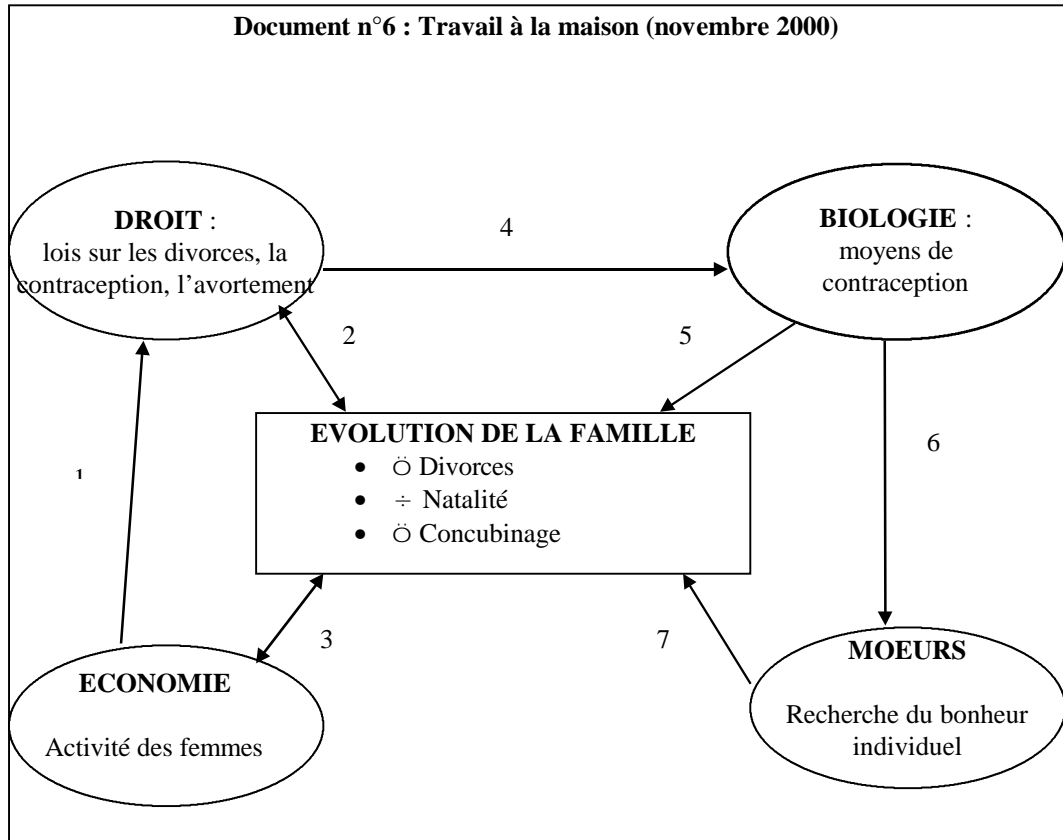 Document n°6 : Travail à la maison (novembre 2000)
DROIT :
lois sur les divorces, la
contraception, l'avortement
4
BIOLOGIE :
moyens de
contraception
2
5
EVOLUTION DE LA FAMILLE
• Ö Divorces
• ÷ Natalité
• Ö Concubinage
6
1
3
7
ECONOMIE
Activité des femmes
MOEURS
Recherche du bonheur
individuel